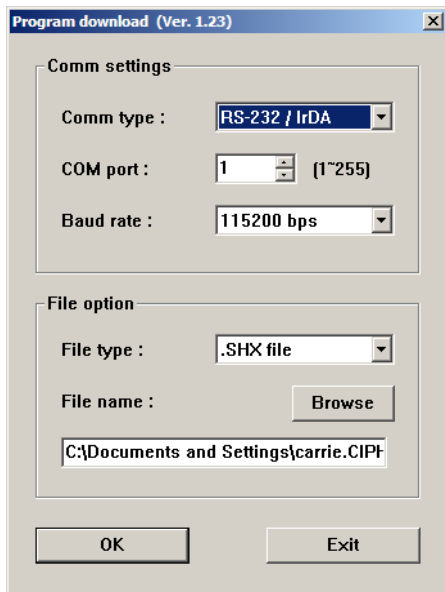 Program download (Ver. 1.23)
Comm settings
Comm type : RS-232 / IrDA
COM port : 1 (1~255)
Baud rate : 115200 bps
File option
File type : .SHX file
File name : Browse
C:\Documents and Settings\carrie.CIPH
OK Exit